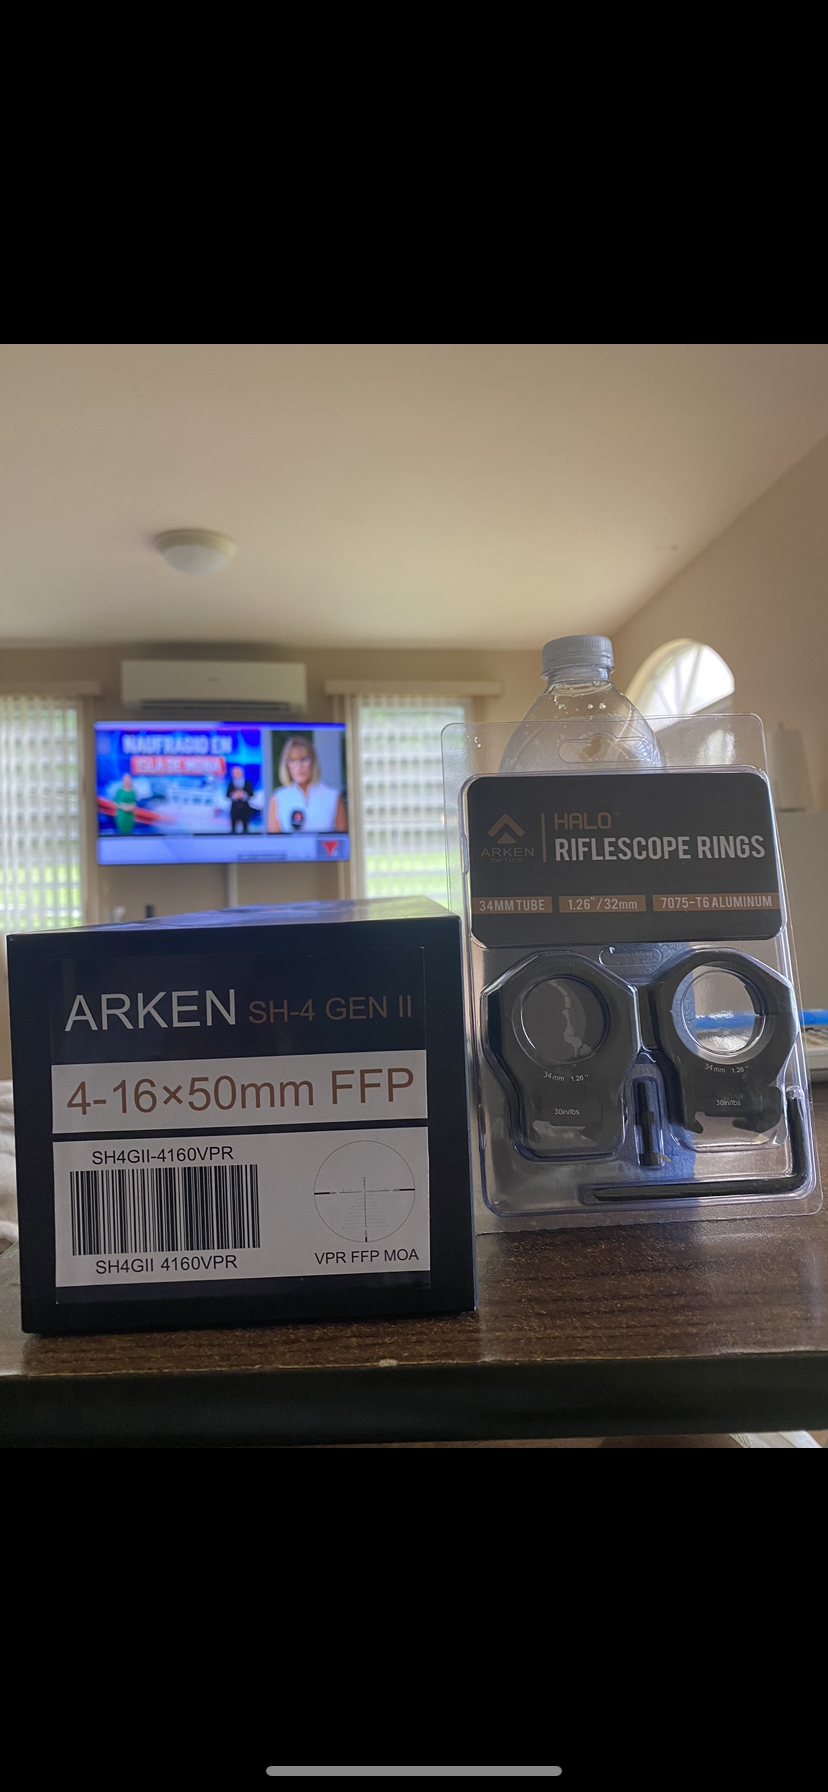 NAUFRAGIO EN
ISLA DE MONA
ARKEN
OPTICS
HALO™
RIFLESCOPE RINGS
34MM TUBE
1.26"/32mm
7075-T6 ALUMINUM
34mm 1.26"
30in/lbs
34mm 1.26"
30in/lbs
ARKEN SH-4 GEN II
4-16×50mm FFP
SH4GII-4160VPR
SH4GII 4160VPR
VPR FFP MOA